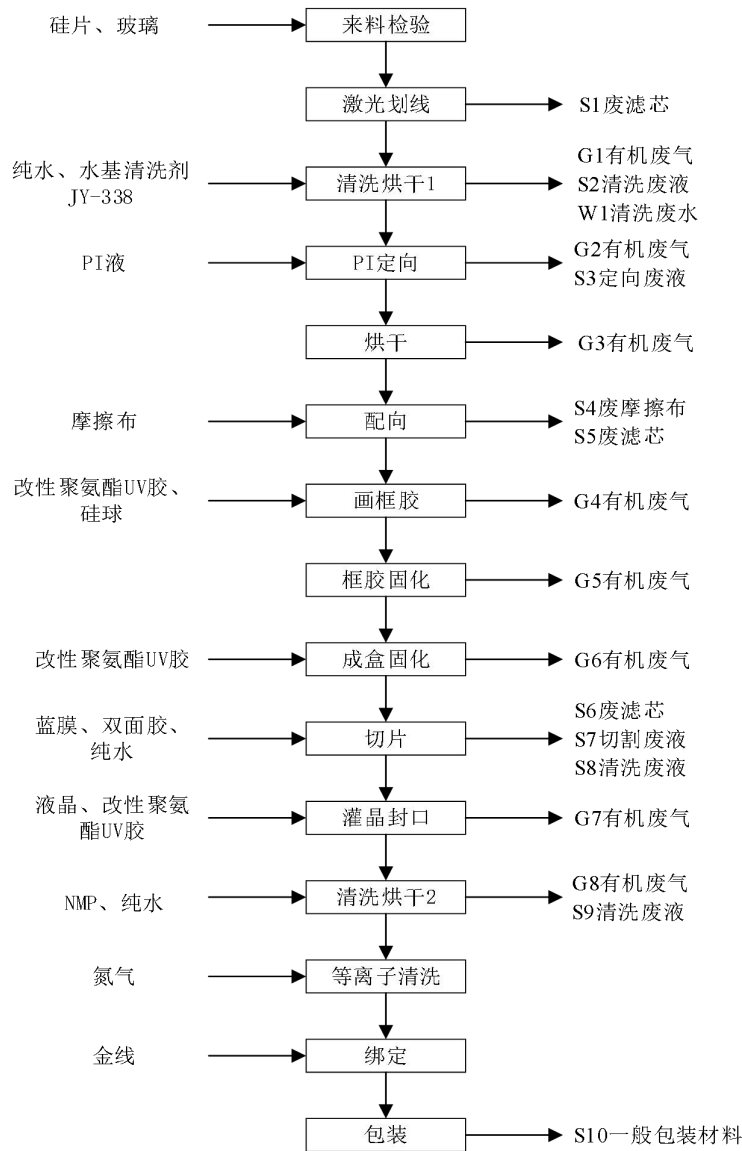 硅片、玻璃
来料检验
激光划线
S1废滤芯
纯水、水基清洗剂
JY-338
清洗烘干1
G1有机废气
S2清洗废液
W1清洗废水
PI液
PI定向
G2有机废气
S3定向废液
烘干
G3有机废气
摩擦布
配向
S4废摩擦布
S5废滤芯
改性聚氨酯UV胶、
硅球
画框胶
G4有机废气
框胶固化
G5有机废气
改性聚氨酯UV胶
成盒固化
G6有机废气
蓝膜、双面胶、
纯水
切片
S6废滤芯
S7切割废液
S8清洗废液
液晶、改性聚氨
酯UV胶
灌晶封口
G7有机废气
NMP、纯水
清洗烘干2
G8有机废气
S9清洗废液
氮气
等离子清洗
金线
绑定
包装
S10一般包装材料